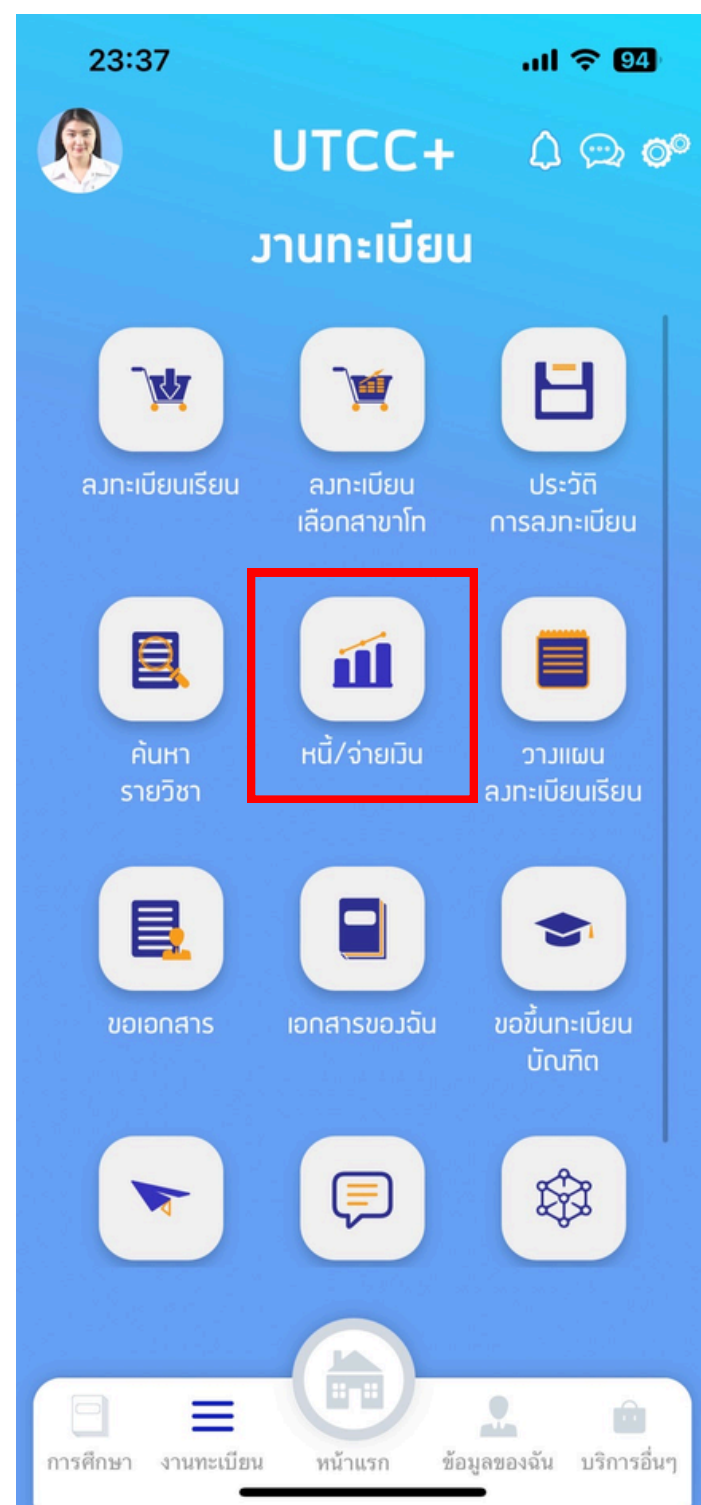 23:37 94
UTCC+
งานทะเบียน
ลงทะเบียนเรียน
ลงทะเบียน
เลือกสาขาโท
ประวัติ
การลงทะเบียน
ค้นหา
รายวิชา
หนี้/จ่ายเงิน
วางแผน
ลงทะเบียนเรียน
ขอเอกสาร
เอกสารของฉัน
ขอขึ้นทะเบียน
บัณฑิต
การศึกษา งานทะเบียน หน้าแรก ข้อมูลของฉัน บริการอื่นๆ